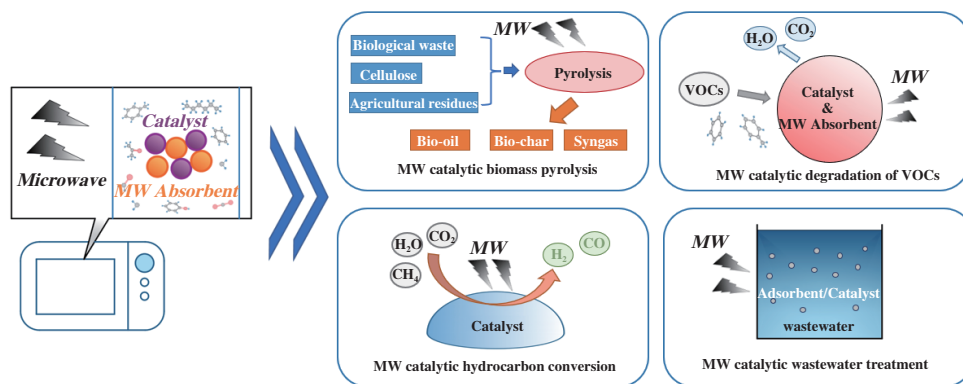 Microwave
Catalyst
MW Absorbent
Biological waste
Cellulose
Agricultural residues
MW
Pyrolysis
Bio-oil
Bio-char
Syngas
MW catalytic biomass pyrolysis
VOCs
H₂O
CO₂
Catalyst
&
MW Absorbent
MW
MW catalytic degradation of VOCs
H₂O
CO₂
CH₄
MW
H₂
CO
Catalyst
MW catalytic hydrocarbon conversion
MW
Adsorbent/Catalyst
wastewater
MW catalytic wastewater treatment